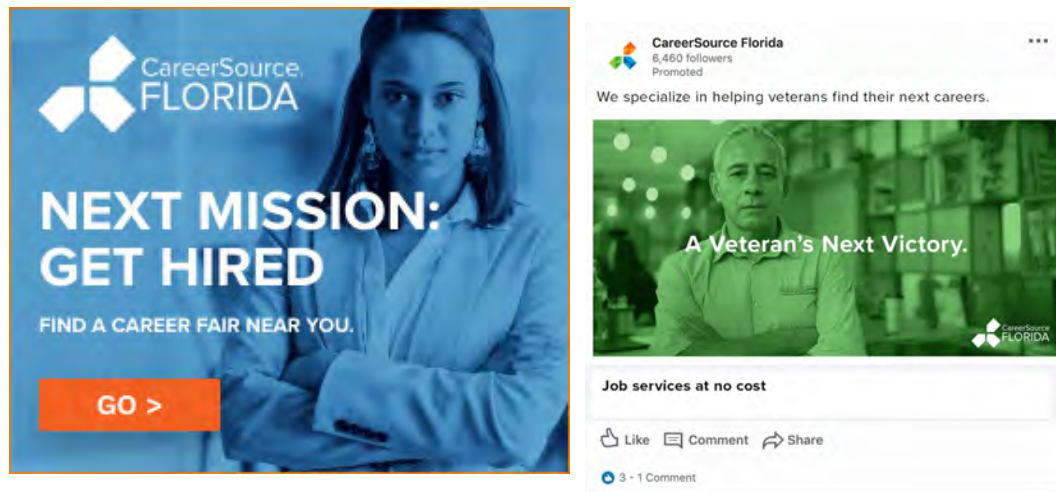 CareerSource
FLORIDA
NEXT MISSION:
GET HIRED
FIND A CAREER FAIR NEAR YOU.
GO >
CareerSource Florida
6,460 followers
Promoted
We specialize in helping veterans find their next careers.
A Veteran's Next Victory.
CareerSource
FLORIDA
Job services at no cost
Like Comment Share
3 · 1 Comment